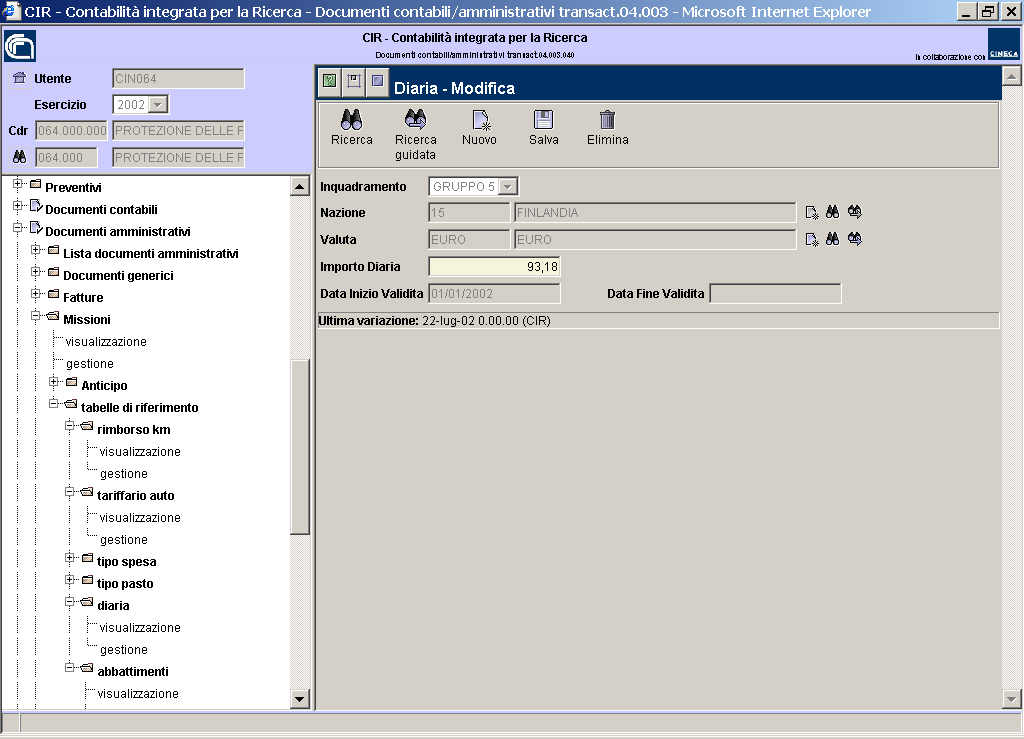 CIR - Contabilità integrata per la Ricerca - Documenti contabili/amministrativi transact.04.003 - Microsoft Internet Explorer
CIR - Contabilità integrata per la Ricerca
Documenti contabili/amministrativi transact.04.003.040
in collaborazione con CINECA
Utente CIN064
Esercizio 2002
Cdr 064.000.000 PROTEZIONE DELLE F
064.000 PROTEZIONE DELLE F
Preventivi
Documenti contabili
Documenti amministrativi
Lista documenti amministrativi
Documenti generici
Fatture
Missioni
visualizzazione
gestione
Anticipo
tabelle di riferimento
rimborso km
visualizzazione
gestione
tariffario auto
visualizzazione
gestione
tipo spesa
tipo pasto
diaria
visualizzazione
gestione
abbattimenti
visualizzazione
Diaria - Modifica
Ricerca
Ricerca guidata
Nuovo
Salva
Elimina
Inquadramento GRUPPO 5
Nazione 15 FINLANDIA
Valuta EURO EURO
Importo Diaria 93,18
Data Inizio Validita 01/01/2002 Data Fine Validita
Ultima variazione: 22-lug-02 0.00.00 (CIR)